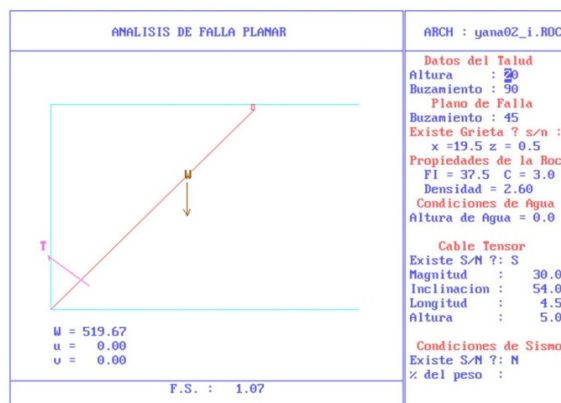 ANALISIS DE FALLA PLANAR
W
T
W = 519.67
u = 0.00
v = 0.00
F.S. : 1.07
ARCH : yana02_i.ROC
Datos del Talud
Altura : 20
Buzamiento : 90
Plano de Falla
Buzamiento : 45
Existe Grieta ? s/n :
x =19.5 z = 0.5
Propiedades de la Roc
FI = 37.5 C = 3.0
Densidad = 2.60
Condiciones de Agua
Altura de Agua = 0.0
Cable Tensor
Existe S/N ?: S
Magnitud : 30.0
Inclinacion : 54.0
Longitud : 4.5
Altura : 5.0
Condiciones de Sismo
Existe S/N ?: N
% del peso :